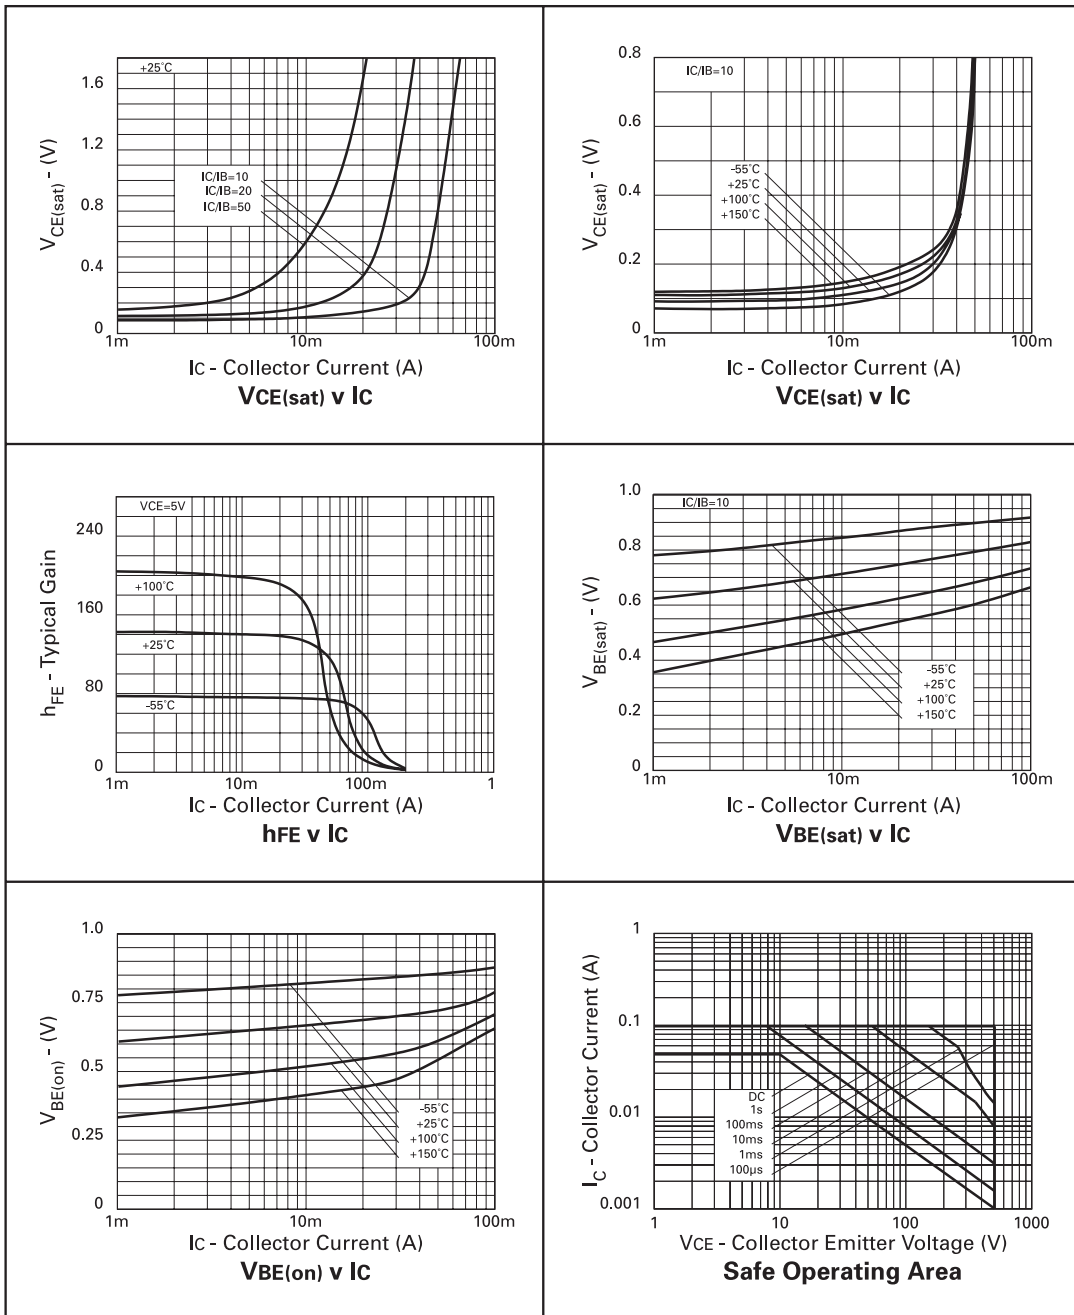 +25°C
1.6
1.2
0.8
0.4
0
VCE(sat) - (V)
IC/IB=10
IC/IB=20
IC/IB=50
1m
10m
100m
IC - Collector Current (A)
VCE(sat) v IC
IC/IB=10
0.8
0.6
0.4
0.2
0
VCE(sat) - (V)
-55°C
+25°C
+100°C
+150°C
1m
10m
100m
IC - Collector Current (A)
VCE(sat) v IC
VCE=5V
240
160
80
0
hFE - Typical Gain
+100°C
+25°C
-55°C
1m
10m
100m
1
IC - Collector Current (A)
hFE v IC
IC/IB=10
1.0
0.8
0.6
0.4
0.2
0
VBE(sat) - (V)
-55°C
+25°C
+100°C
+150°C
1m
10m
100m
IC - Collector Current (A)
VBE(sat) v IC
1.0
0.75
0.5
0.25
0
VBE(on) - (V)
-55°C
+25°C
+100°C
+150°C
1m
10m
100m
IC - Collector Current (A)
VBE(on) v IC
1
0.1
0.01
0.001
IC - Collector Current (A)
DC
1s
100ms
10ms
1ms
100µs
1
10
100
1000
VCE - Collector Emitter Voltage (V)
Safe Operating Area